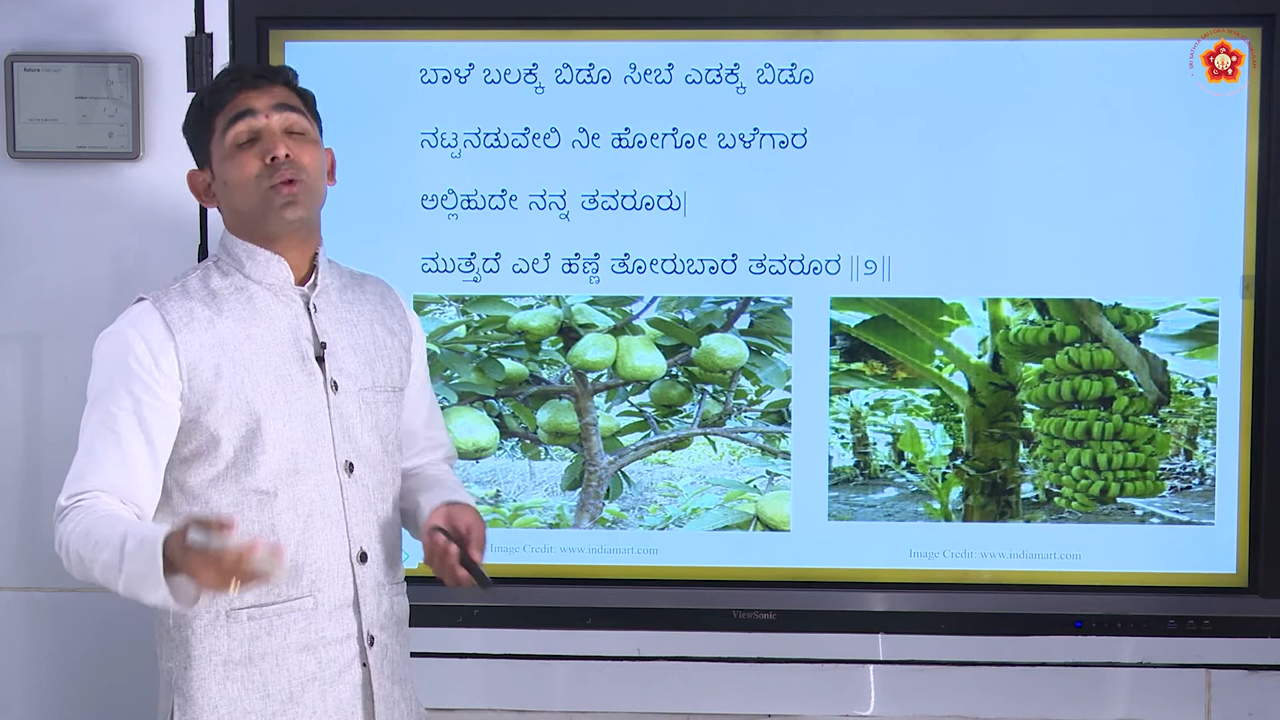 ಬಾಳೆ ಬಲಕ್ಕೆ ಬಿಡೊ ಸೀಬೆ ಎಡಕ್ಕೆ ಬಿಡೊ
ನಟ್ಟನಡುವೇಲಿ ನೀ ಹೋಗೋ ಬಳೆಗಾರ
ಅಲ್ಲಿಹುದೇ ನನ್ನ ತವರೂರು|
ಮುತ್ತೈದೆ ಎಲೆ ಹೆಣ್ಣೆ ತೋರುಬಾರೆ ತವರೂರ ||೨||
Image Credit: www.indiamart.com
Image Credit: www.indiamart.com
ViewSonic